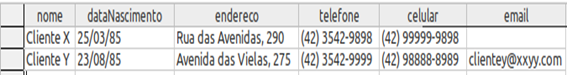 nome dataNascimento endereco telefone celular email
Cliente X 25/03/85 Rua das Avenidas, 290 (42) 3542-9898 (42) 99999-9898
Cliente Y 23/08/85 Avenida das Vielas, 275 (42) 3542-9999 (42) 98888-8989 clientey@xxyy.com